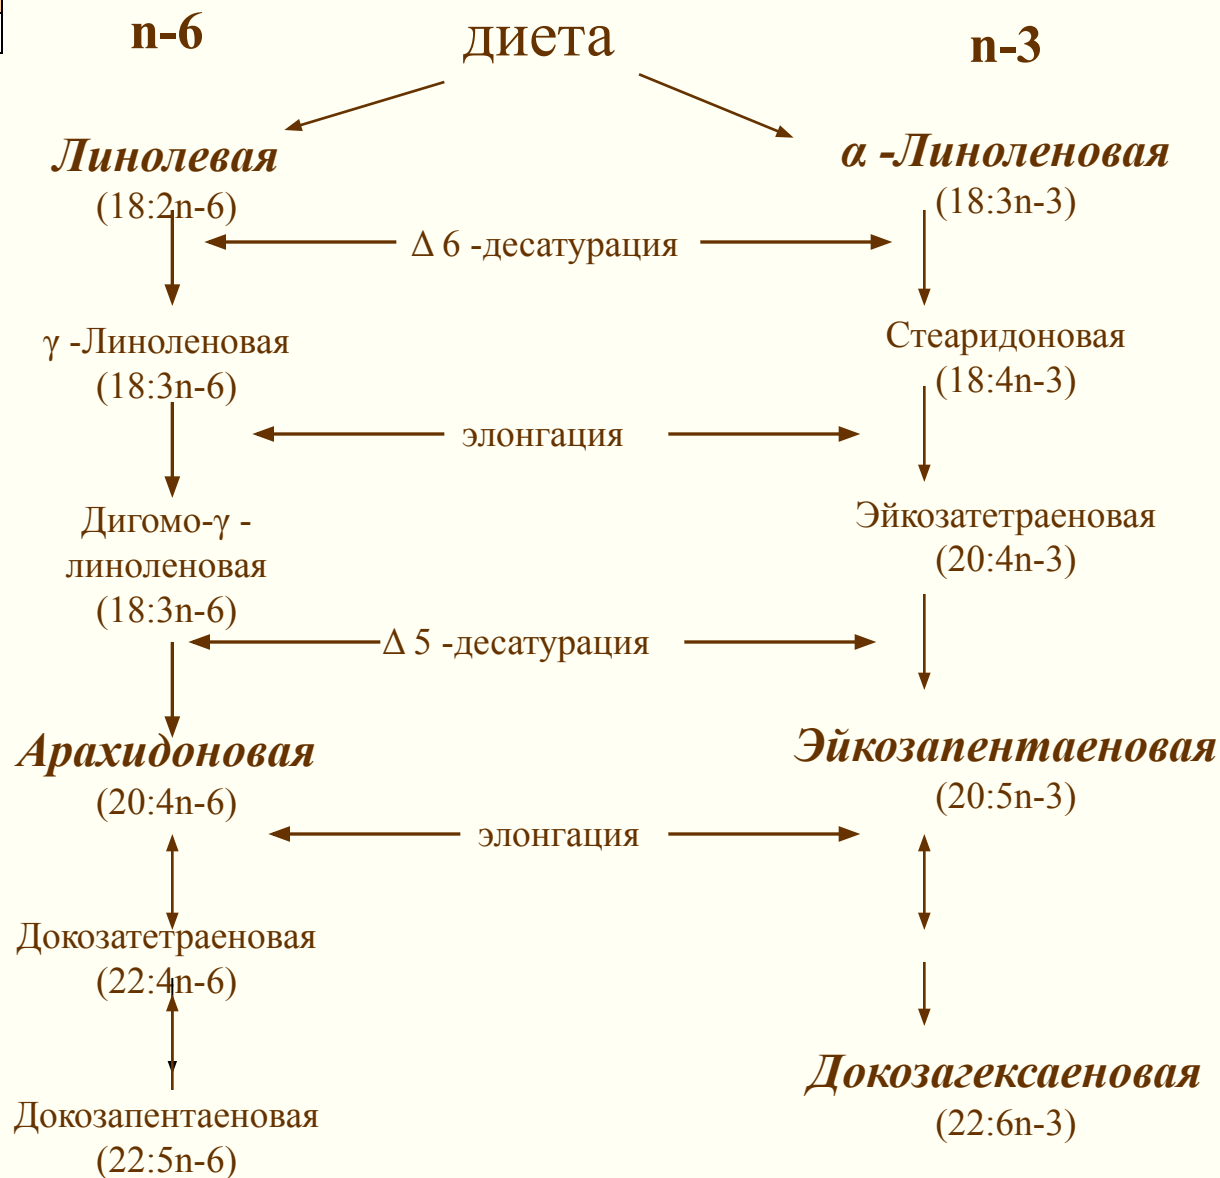 n-6
диета
n-3
Линолевая
(18:2n-6)
α -Линоленовая
(18:3n-3)
Δ 6 -десатурация
γ -Линоленовая
(18:3n-6)
Стеаридоновая
(18:4n-3)
элонгация
Дигомо-γ -
линоленовая
(18:3n-6)
Эйкозатетраеновая
(20:4n-3)
Δ 5 -десатурация
Арахидоновая
(20:4n-6)
Эйкозапентаеновая
(20:5n-3)
элонгация
Докозатетраеновая
(22:4n-6)
Докозапентаеновая
(22:5n-6)
Докозагексаеновая
(22:6n-3)